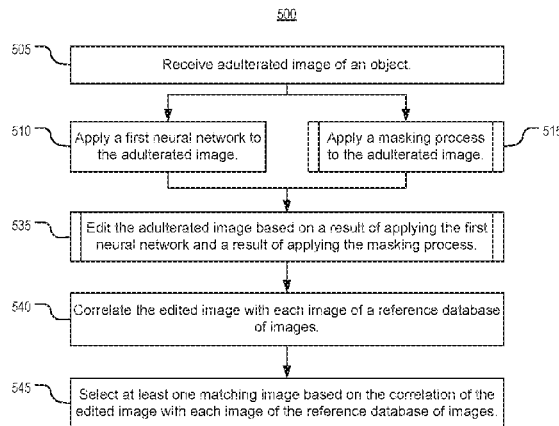 500
505
Receive adulterated image of an object.
510
Apply a first neural network to
the adulterated image.
Apply a masking process
to the adulterated image.
515
535
Edit the adulterated image based on a result of applying the first
neural network and a result of applying the masking process.
540
Correlate the edited image with each image of a reference database
of images.
545
Select at least one matching image based on the correlation of the
edited image with each image of the reference database of images.